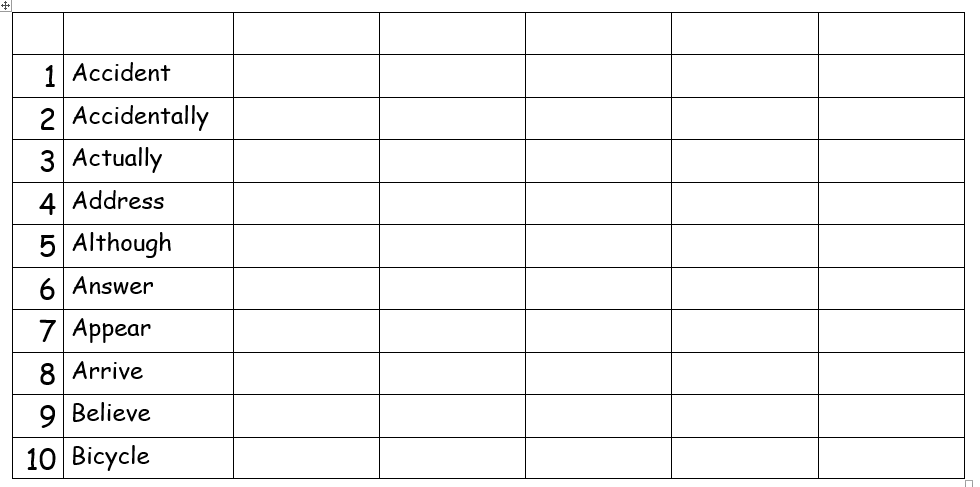 1 Accident
2 Accidentally
3 Actually
4 Address
5 Although
6 Answer
7 Appear
8 Arrive
9 Believe
10 Bicycle